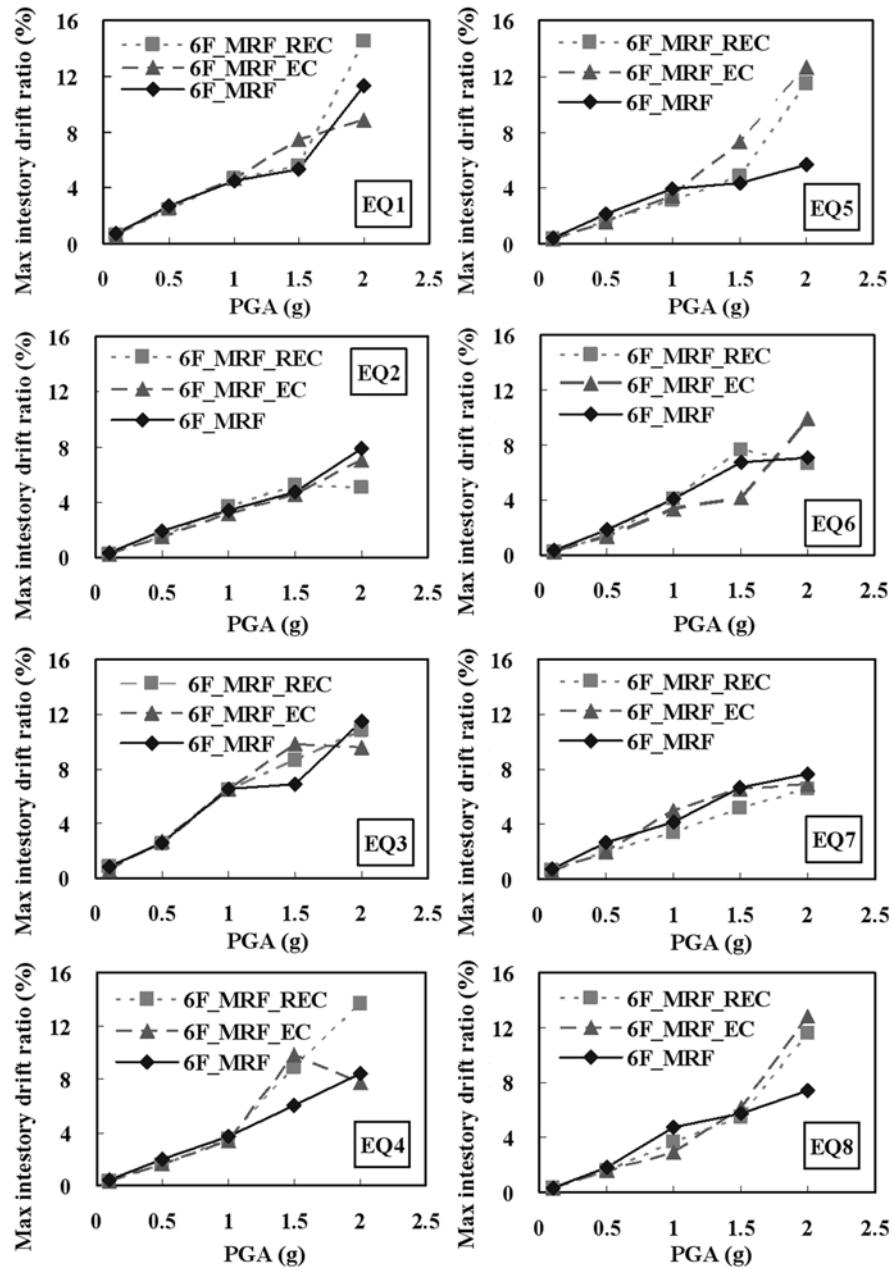 Max intestory drift ratio (%)
16
12
8
4
0
6F_MRF_REC
6F_MRF_EC
6F_MRF
EQ1
0 0.5 1 1.5 2 2.5
PGA (g)
Max intestory drift ratio (%)
16
12
8
4
0
6F_MRF_REC
6F_MRF_EC
6F_MRF
EQ5
0 0.5 1 1.5 2 2.5
PGA (g)
Max intestory drift ratio (%)
16
12
8
4
0
6F_MRF_REC
6F_MRF_EC
6F_MRF
EQ2
0 0.5 1 1.5 2 2.5
PGA (g)
Max intestory drift ratio (%)
16
12
8
4
0
6F_MRF_REC
6F_MRF_EC
6F_MRF
EQ6
0 0.5 1 1.5 2 2.5
PGA (g)
Max intestory drift ratio (%)
16
12
8
4
0
6F_MRF_REC
6F_MRF_EC
6F_MRF
EQ3
0 0.5 1 1.5 2 2.5
PGA (g)
Max intestory drift ratio (%)
16
12
8
4
0
6F_MRF_REC
6F_MRF_EC
6F_MRF
EQ7
0 0.5 1 1.5 2 2.5
PGA (g)
Max intestory drift ratio (%)
16
12
8
4
0
6F_MRF_REC
6F_MRF_EC
6F_MRF
EQ4
0 0.5 1 1.5 2 2.5
PGA (g)
Max intestory drift ratio (%)
16
12
8
4
0
6F_MRF_REC
6F_MRF_EC
6F_MRF
EQ8
0 0.5 1 1.5 2 2.5
PGA (g)